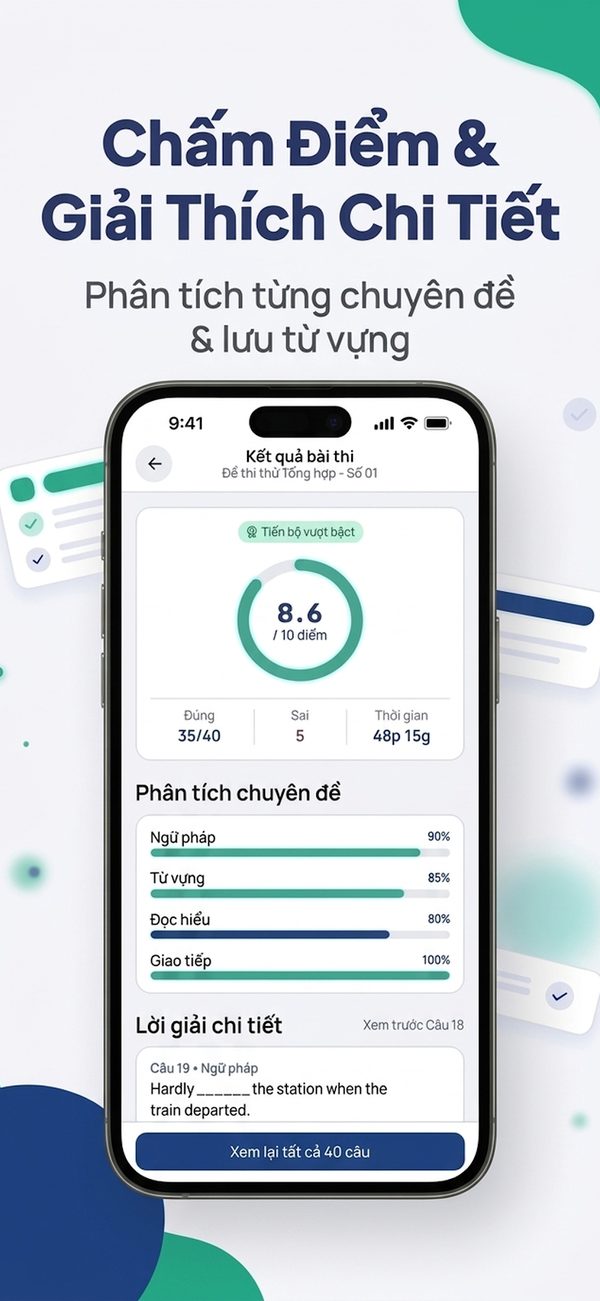 Chấm Điểm &
Giải Thích Chi Tiết
Phân tích từng chuyên đề
& lưu từ vựng
9:41
Kết quả bài thi
Để thi thử Tổng hợp - Số 01
Tiến bộ vượt bậct
8.6
/ 10 diểm
Đúng
35/40
Sai
5
Thời gian
48p 15g
Phân tích chuyên đề
Ngữ pháp
90%
Từ vựng
85%
Đọc hiểu
80%
Giao tiếp
100%
Lời giải chi tiết
Xem trước Câu 18
Câu 19 • Ngữ pháp
Hardly ______ the station when the
train departed.
Xem lại tất cả 40 câu